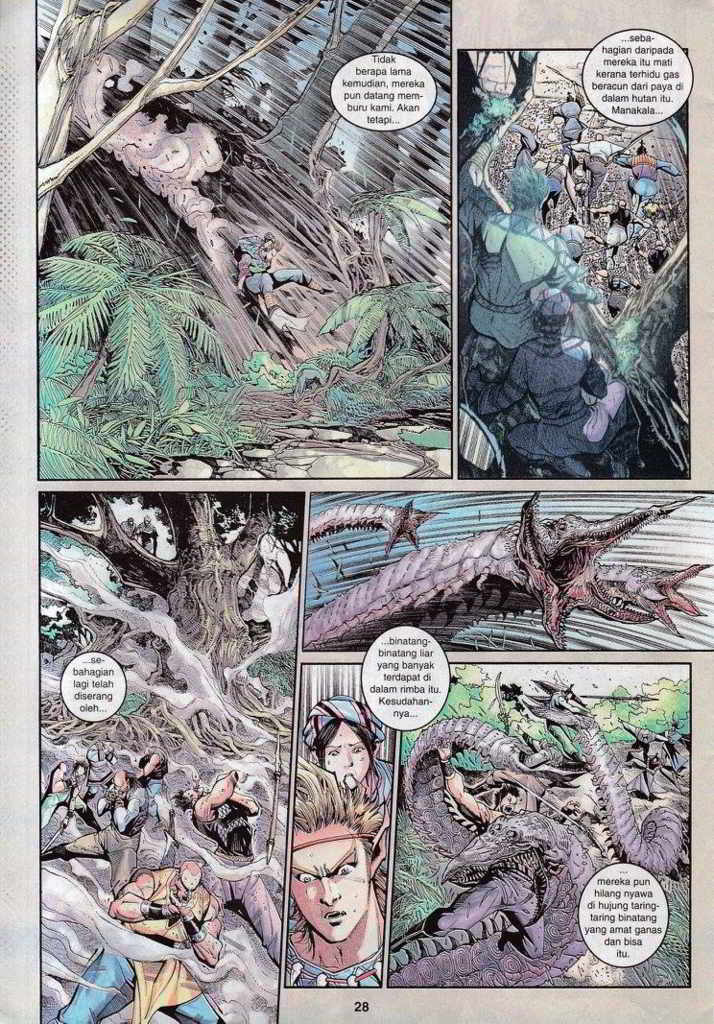 Tidak
berapa lama
kemudian, mereka
pun datang mem-
buru kami. Akan
tetapi...
...seba-
hagian daripada
mereka itu mati
kerana terhidu gas
beracun dari paya di
dalam hutan itu.
Manakala...
...se-
bahagian
lagi telah
diserang
oleh...
...binatang-
binatang liar
yang banyak
terdapat di
dalam rimba itu.
Kesudahan-
nya...
...
mereka pun
hilang nyawa
di hujung taring-
taring binatang
yang amat ganas
dan bisa
itu.
28